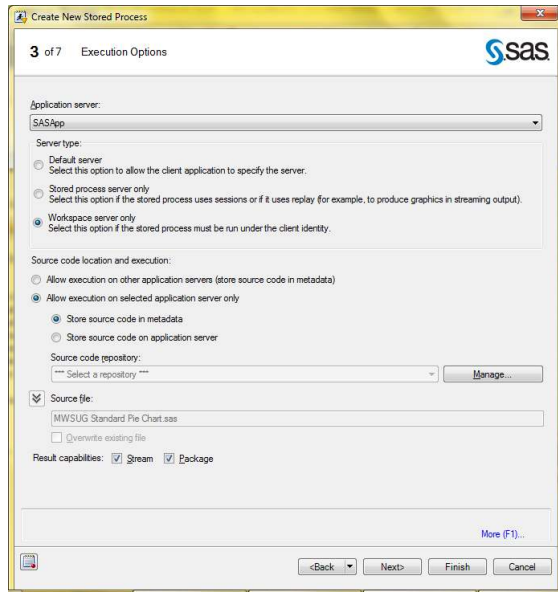 Create New Stored Process
3 of 7 Execution Options
sas
Application server:
SASApp
Server type:
Default server
Select this option to allow the client application to specify the server.
Stored process server only
Select this option if the stored process uses sessions or if it uses replay (for example, to produce graphics in streaming output).
Workspace server only
Select this option if the stored process must be run under the client identity.
Source code location and execution:
Allow execution on other application servers (store source code in metadata)
Allow execution on selected application server only
Store source code in metadata
Store source code on application server
Source code repository:
*** Select a repository ***
Manage...
Source file:
MWSUG Standard Pie Chart.sas
Overwrite existing file
Result capabilities: Stream Package
More (F1)...
<Back Next> Finish Cancel